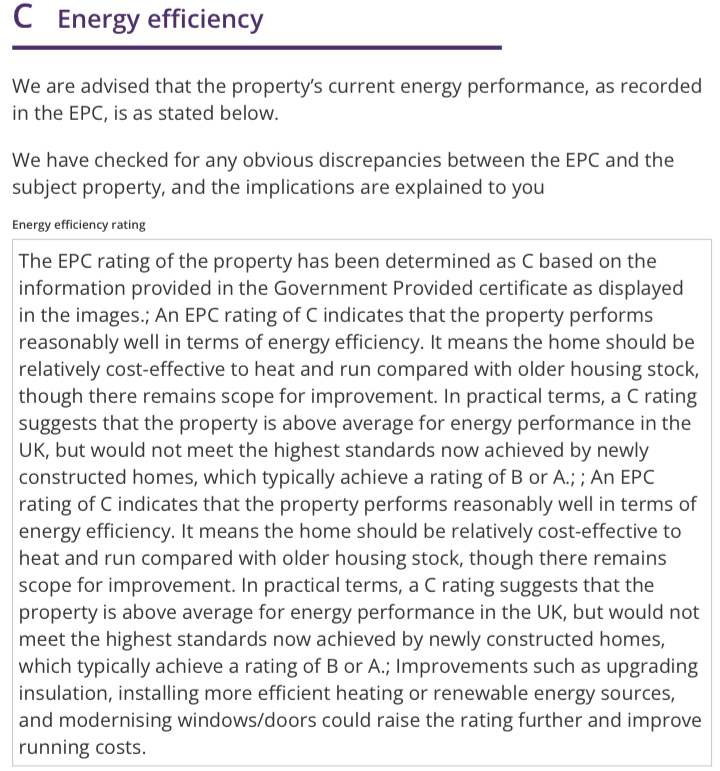 C Energy efficiency
We are advised that the property’s current energy performance, as recorded
in the EPC, is as stated below.
We have checked for any obvious discrepancies between the EPC and the
subject property, and the implications are explained to you
Energy efficiency rating
The EPC rating of the property has been determined as C based on the
information provided in the Government Provided certificate as displayed
in the images.; An EPC rating of C indicates that the property performs
reasonably well in terms of energy efficiency. It means the home should be
relatively cost-effective to heat and run compared with older housing stock,
though there remains scope for improvement. In practical terms, a C rating
suggests that the property is above average for energy performance in the
UK, but would not meet the highest standards now achieved by newly
constructed homes, which typically achieve a rating of B or A.; ; An EPC
rating of C indicates that the property performs reasonably well in terms of
energy efficiency. It means the home should be relatively cost-effective to
heat and run compared with older housing stock, though there remains
scope for improvement. In practical terms, a C rating suggests that the
property is above average for energy performance in the UK, but would not
meet the highest standards now achieved by newly constructed homes,
which typically achieve a rating of B or A.; Improvements such as upgrading
insulation, installing more efficient heating or renewable energy sources,
and modernising windows/doors could raise the rating further and improve
running costs.